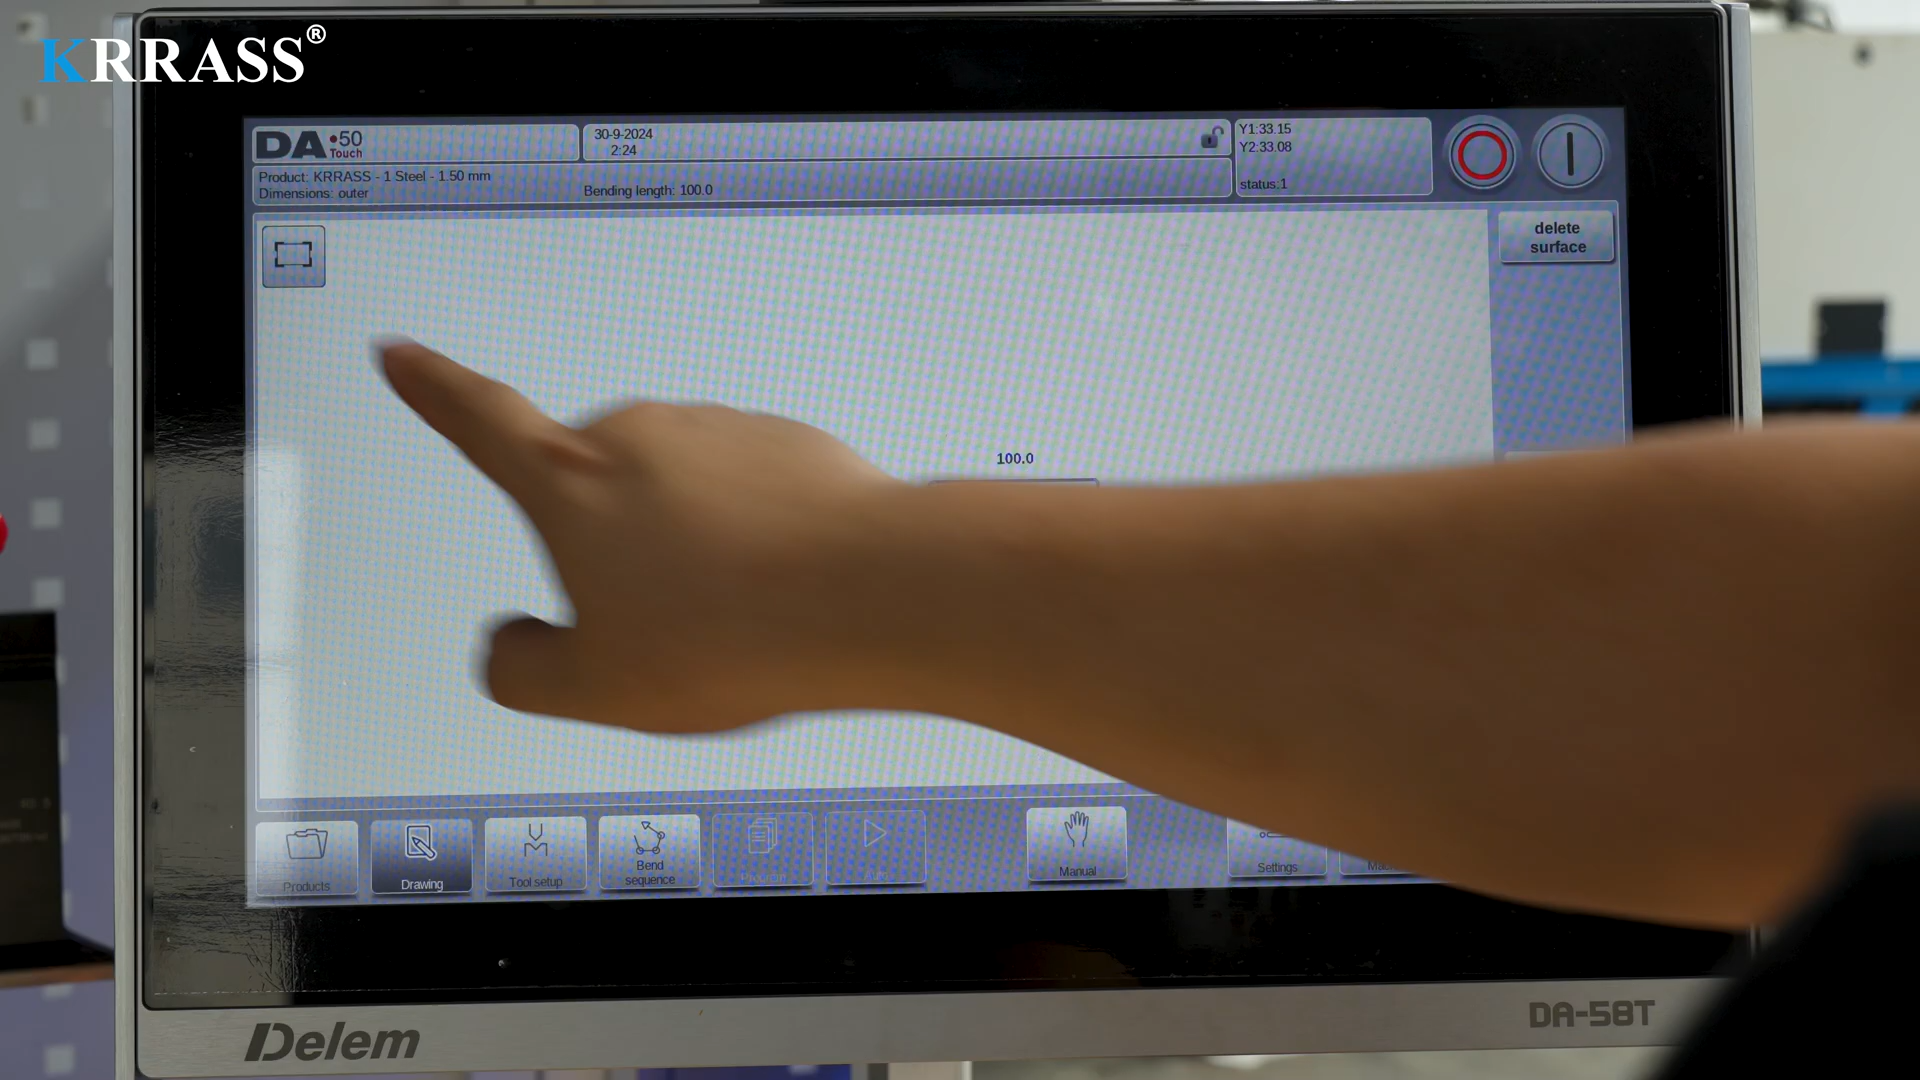 KRRASS®
DA•50
Touch
30-9-2024
2:24
Y1:33.15
Y2:33.08
status:1
Product: KRRASS - 1 Steel - 1.50 mm
Dimensions: outer
Bending length: 100.0
delete
surface
100.0
Products
Drawing
Tool setup
Bend
sequence
Manual
Settings
Delem
DA-58T